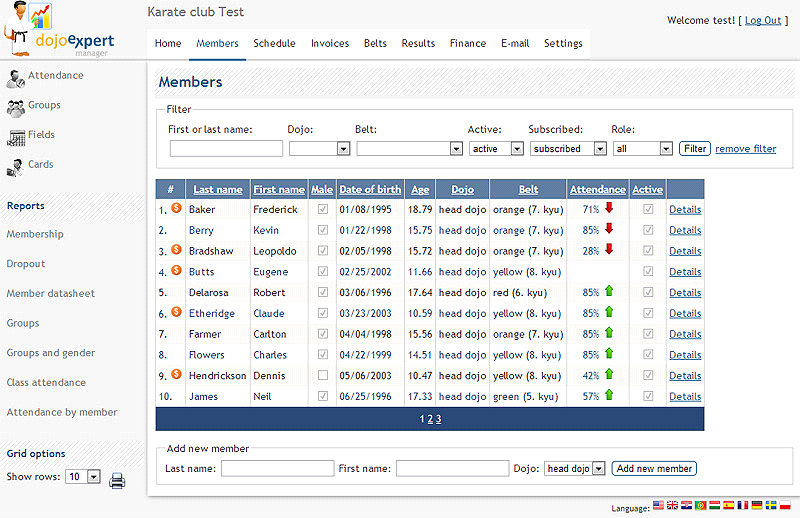 Karate club Test
Welcome test! [ Log Out ]
dojoexpert
manager
Home Members Schedule Invoices Belts Results Finance E-mail Settings
Attendance
Groups
Fields
Cards
Reports
Membership
Dropout
Member datasheet
Groups
Groups and gender
Class attendance
Attendance by member
Grid options
Show rows: 10
Members
Filter
First or last name: Dojo: Belt: Active: Subscribed: Role:
active subscribed all Filter remove filter
# Last name First name Male Date of birth Age Dojo Belt Attendance Active
1. $ Baker Frederick 01/08/1995 18.79 head dojo orange (7. kyu) 71% Details
2. Berry Kevin 01/22/1998 15.75 head dojo orange (7. kyu) 85% Details
3. $ Bradshaw Leopoldo 02/05/1998 15.72 head dojo orange (7. kyu) 28% Details
4. $ Butts Eugene 02/25/2002 11.66 head dojo yellow (8. kyu) Details
5. Delarosa Robert 03/06/1996 17.64 head dojo red (6. kyu) 85% Details
6. $ Etheridge Claude 03/23/2003 10.59 head dojo yellow (8. kyu) 85% Details
7. Farmer Carlton 04/04/1998 15.56 head dojo orange (7. kyu) 85% Details
8. Flowers Charles 04/22/1999 14.51 head dojo yellow (8. kyu) 85% Details
9. $ Hendrickson Dennis 05/06/2003 10.47 head dojo yellow (8. kyu) 42% Details
10. James Neil 06/25/1996 17.33 head dojo green (5. kyu) 57% Details
1 2 3
Add new member
Last name: First name: Dojo: head dojo Add new member
Language: